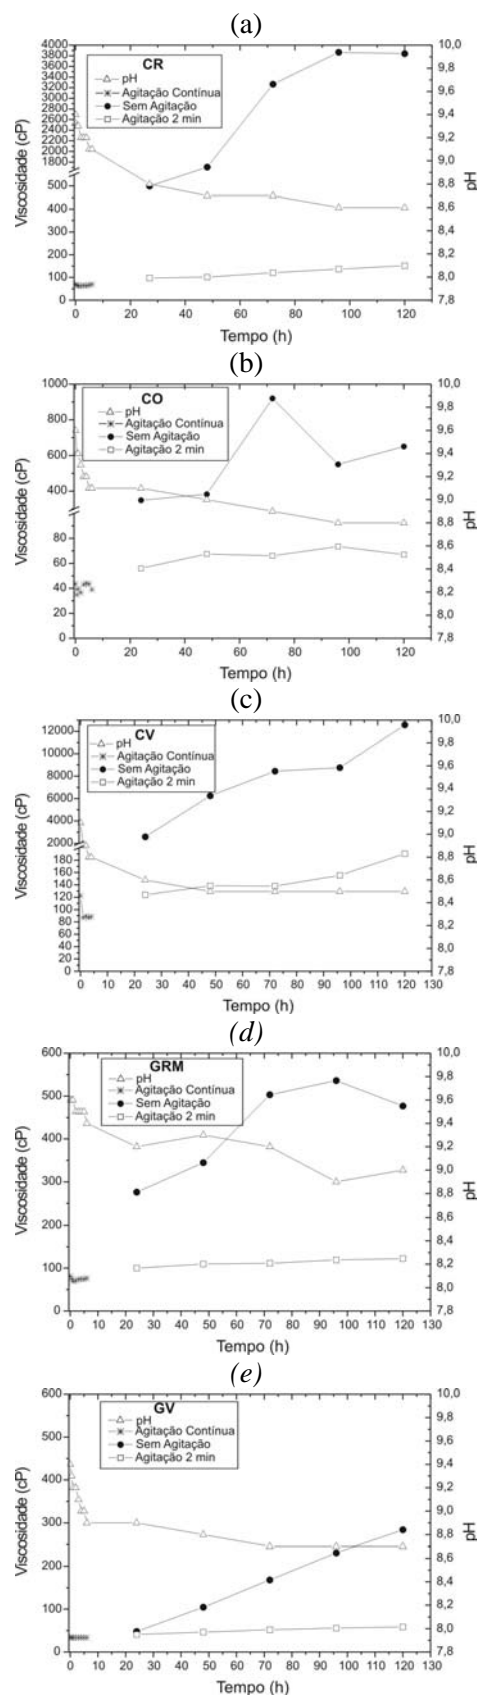 (a)
CR
pH
Agitação Contínua
Sem Agitação
Agitação 2 min
Viscosidade (cP)
4000
3800
3600
3400
3200
3000
2800
2600
2400
2200
2000
1800
1600
500
400
300
200
100
0
10,0
9,8
9,6
9,4
9,2
9,0
8,8
8,6
8,4
8,2
8,0
7,8
pH
0 20 40 60 80 100 120
Tempo (h)
(b)
CO
pH
Agitação Contínua
Sem Agitação
Agitação 2 min
Viscosidade (cP)
1000
800
600
400
80
60
40
20
0
10,0
9,8
9,6
9,4
9,2
9,0
8,8
8,6
8,4
8,2
8,0
7,8
pH
0 20 40 60 80 100 120
Tempo (h)
(c)
CV
pH
Agitação Contínua
Sem Agitação
Agitação 2 min
Viscosidade (cP)
12000
10000
8000
6000
4000
2000
180
160
140
120
100
80
60
40
20
0
10,0
9,8
9,6
9,4
9,2
9,0
8,8
8,6
8,4
8,2
8,0
7,8
pH
0 10 20 30 40 50 60 70 80 90 100 110 120 130
Tempo (h)
(d)
GRM
pH
Agitação Contínua
Sem Agitação
Agitação 2 min
Viscosidade (cP)
600
500
400
300
200
100
0
10,0
9,8
9,6
9,4
9,2
9,0
8,8
8,6
8,4
8,2
8,0
7,8
pH
0 10 20 30 40 50 60 70 80 90 100 110 120 130
Tempo (h)
(e)
GV
pH
Agitação Contínua
Sem Agitação
Agitação 2 min
Viscosidade (cP)
600
500
400
300
200
100
0
10,0
9,8
9,6
9,4
9,2
9,0
8,8
8,6
8,4
8,2
8,0
7,8
pH
0 10 20 30 40 50 60 70 80 90 100 110 120 130
Tempo (h)